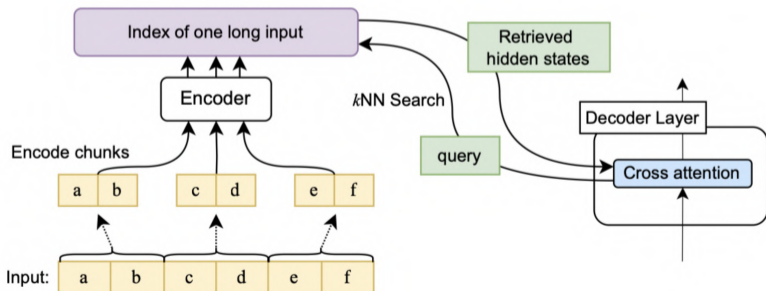 Index of one long input
Retrieved
hidden states
Encoder
kNN Search
Decoder Layer
Encode chunks
query
Cross attention
a b c d e f
Input: a b c d e f